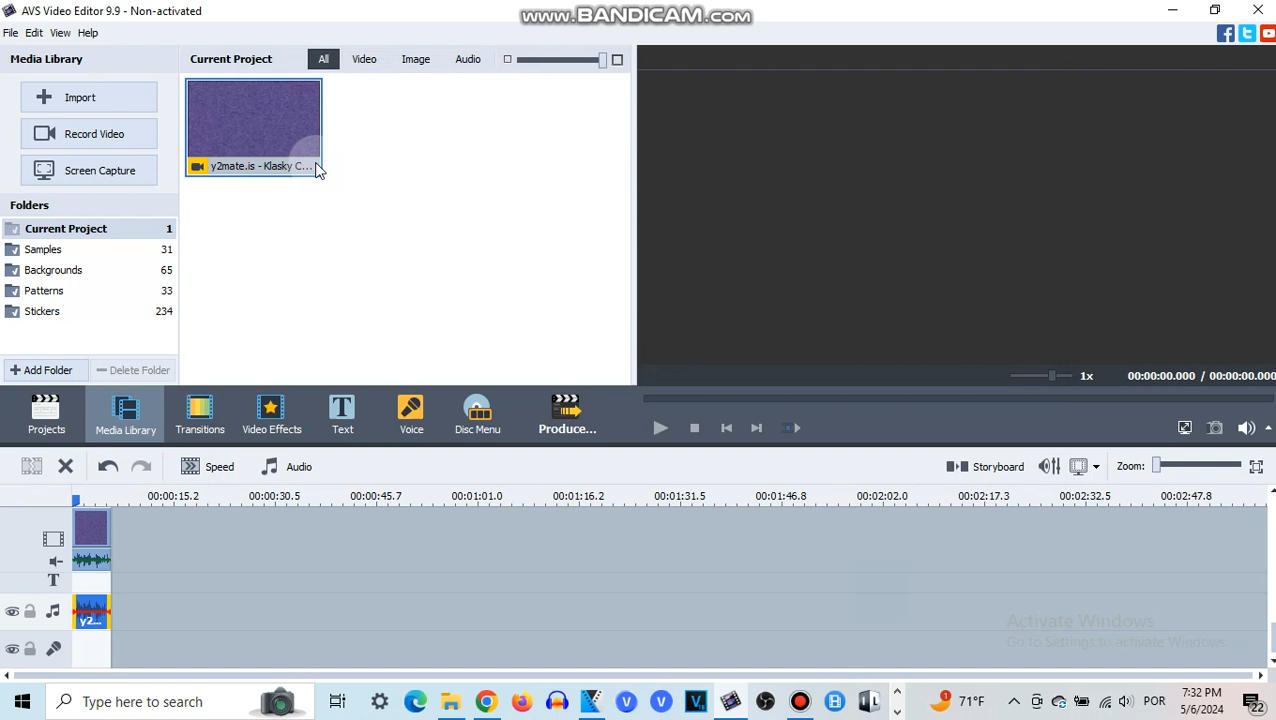 AVS Video Editor 9.9 - Non-activated
www.BANDICAM.com
File Edit View Help
Media Library
Current Project All Video Image Audio
Import
Record Video
Screen Capture
y2mate.is - Klasky C...
Folders
Current Project 1
Samples 31
Backgrounds 65
Patterns 33
Stickers 234
Add Folder Delete Folder
1x 00:00:00.000 / 00:00:00.000
Projects Media Library Transitions Video Effects Text Voice Disc Menu Produce...
Speed Audio Storyboard Zoom:
00:00:15.2 00:00:30.5 00:00:45.7 00:01:01.0 00:01:16.2 00:01:31.5 00:01:46.8 00:02:02.0 00:02:17.3 00:02:32.5 00:02:47.8
T
y2...
Activate Windows
Go to Settings to activate Windows.
Type here to search
71°F
POR
7:32 PM
5/6/2024
22